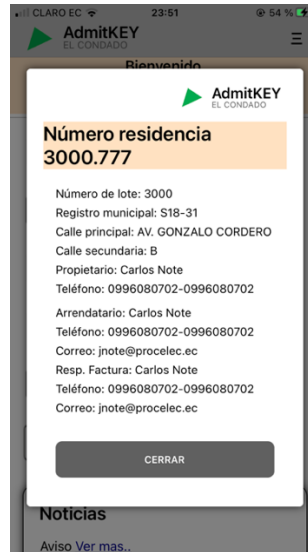 CLARO EC 23:51 54 %
AdmitKEY
EL CONDADO
Bienvenido
AdmitKEY
EL CONDADO
Número residencia
3000.777
Número de lote: 3000
Registro municipal: S18-31
Calle principal: AV. GONZALO CORDERO
Calle secundaria: B
Propietario: Carlos Note
Teléfono: 0996080702-0996080702
Arrendatario: Carlos Note
Teléfono: 0996080702-0996080702
Correo: jnote@procelec.ec
Resp. Factura: Carlos Note
Teléfono: 0996080702-0996080702
Correo: jnote@procelec.ec
CERRAR
Noticias
Aviso Ver mas..